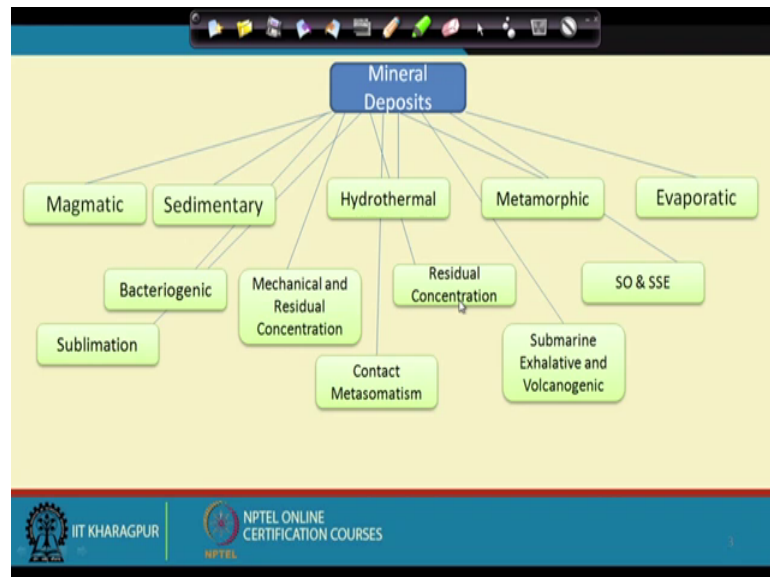 Mineral
Deposits
Magmatic
Sedimentary
Hydrothermal
Metamorphic
Evaporatic
Bacteriogenic
Mechanical and
Residual
Concentration
Residual
Concentration
SO & SSE
Sublimation
Contact
Metasomatism
Submarine
Exhalative and
Volcanogenic
IIT KHARAGPUR
NPTEL
NPTEL ONLINE
CERTIFICATION COURSES
3